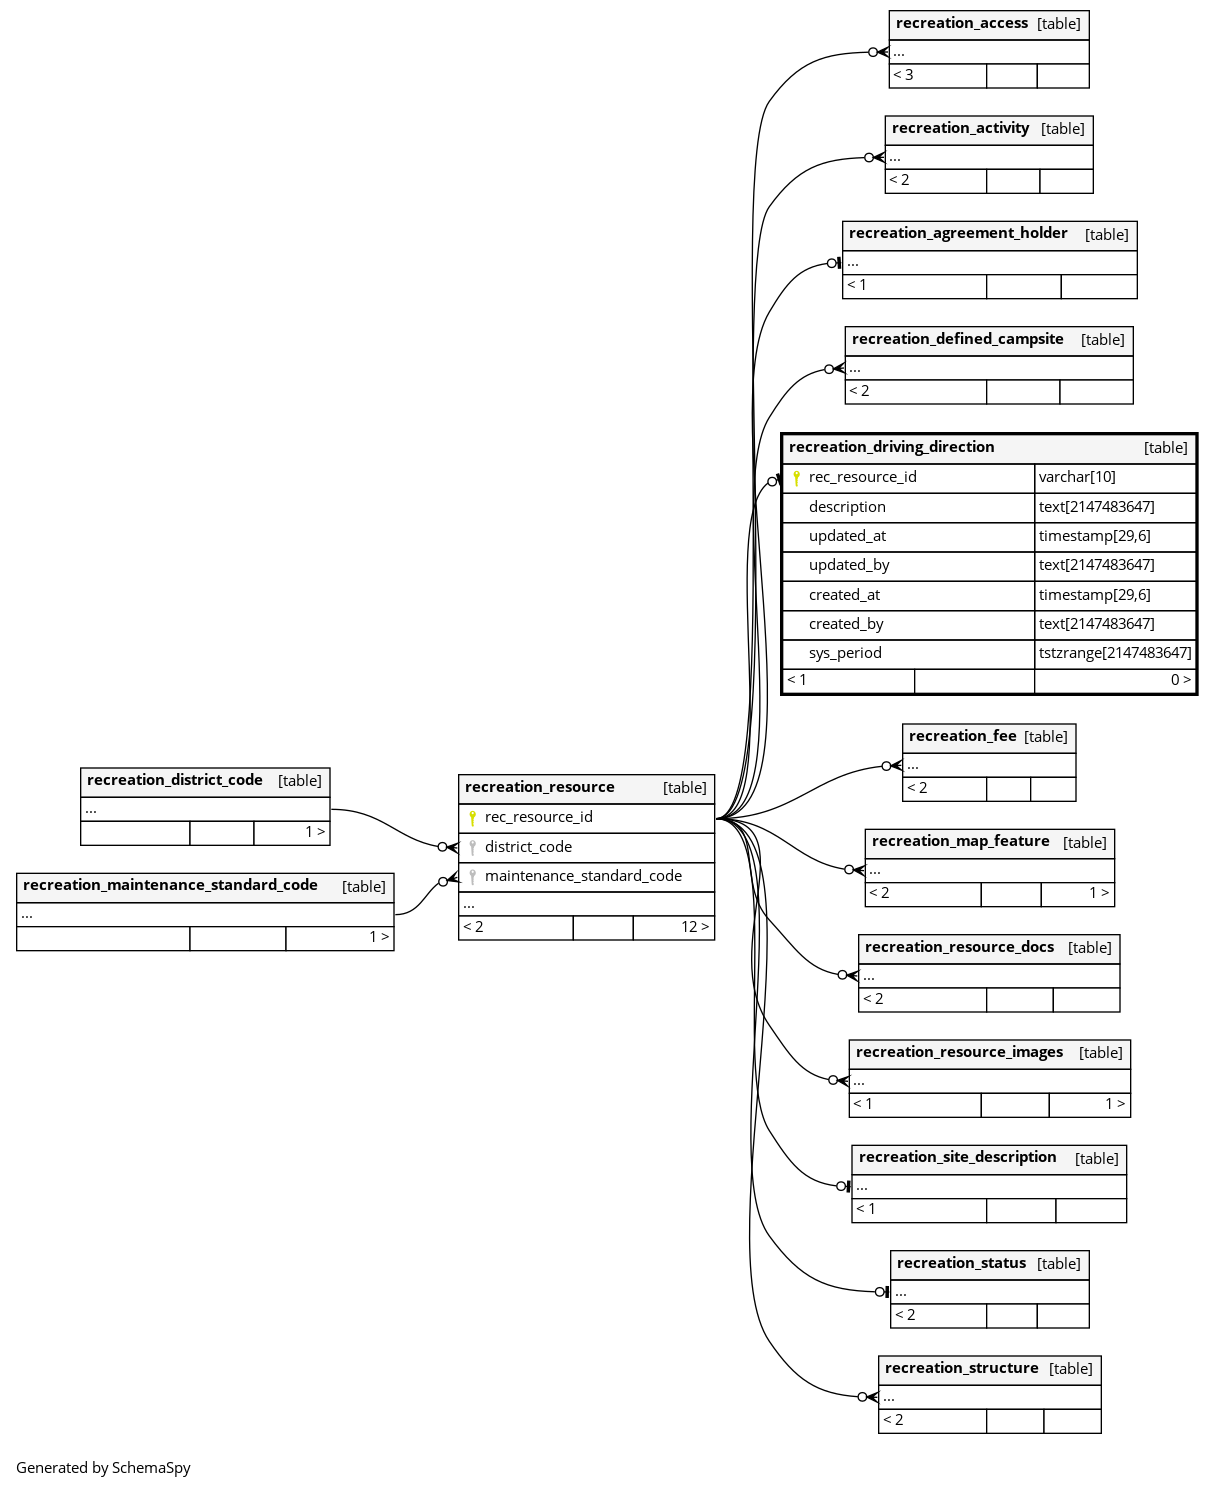 recreation_access [table]
...
< 3
recreation_activity [table]
...
< 2
recreation_agreement_holder [table]
...
< 1
recreation_defined_campsite [table]
...
< 2
recreation_driving_direction [table]
rec_resource_id varchar[10]
description text[2147483647]
updated_at timestamp[29,6]
updated_by text[2147483647]
created_at timestamp[29,6]
created_by text[2147483647]
sys_period tstzrange[2147483647]
< 1 0 >
recreation_fee [table]
...
< 2
recreation_district_code [table]
...
1 >
recreation_maintenance_standard_code [table]
...
1 >
recreation_resource [table]
rec_resource_id
district_code
maintenance_standard_code
...
< 2 12 >
recreation_map_feature [table]
...
< 2 1 >
recreation_resource_docs [table]
...
< 2
recreation_resource_images [table]
...
< 1 1 >
recreation_site_description [table]
...
< 1
recreation_status [table]
...
< 2
recreation_structure [table]
...
< 2
Generated by SchemaSpy